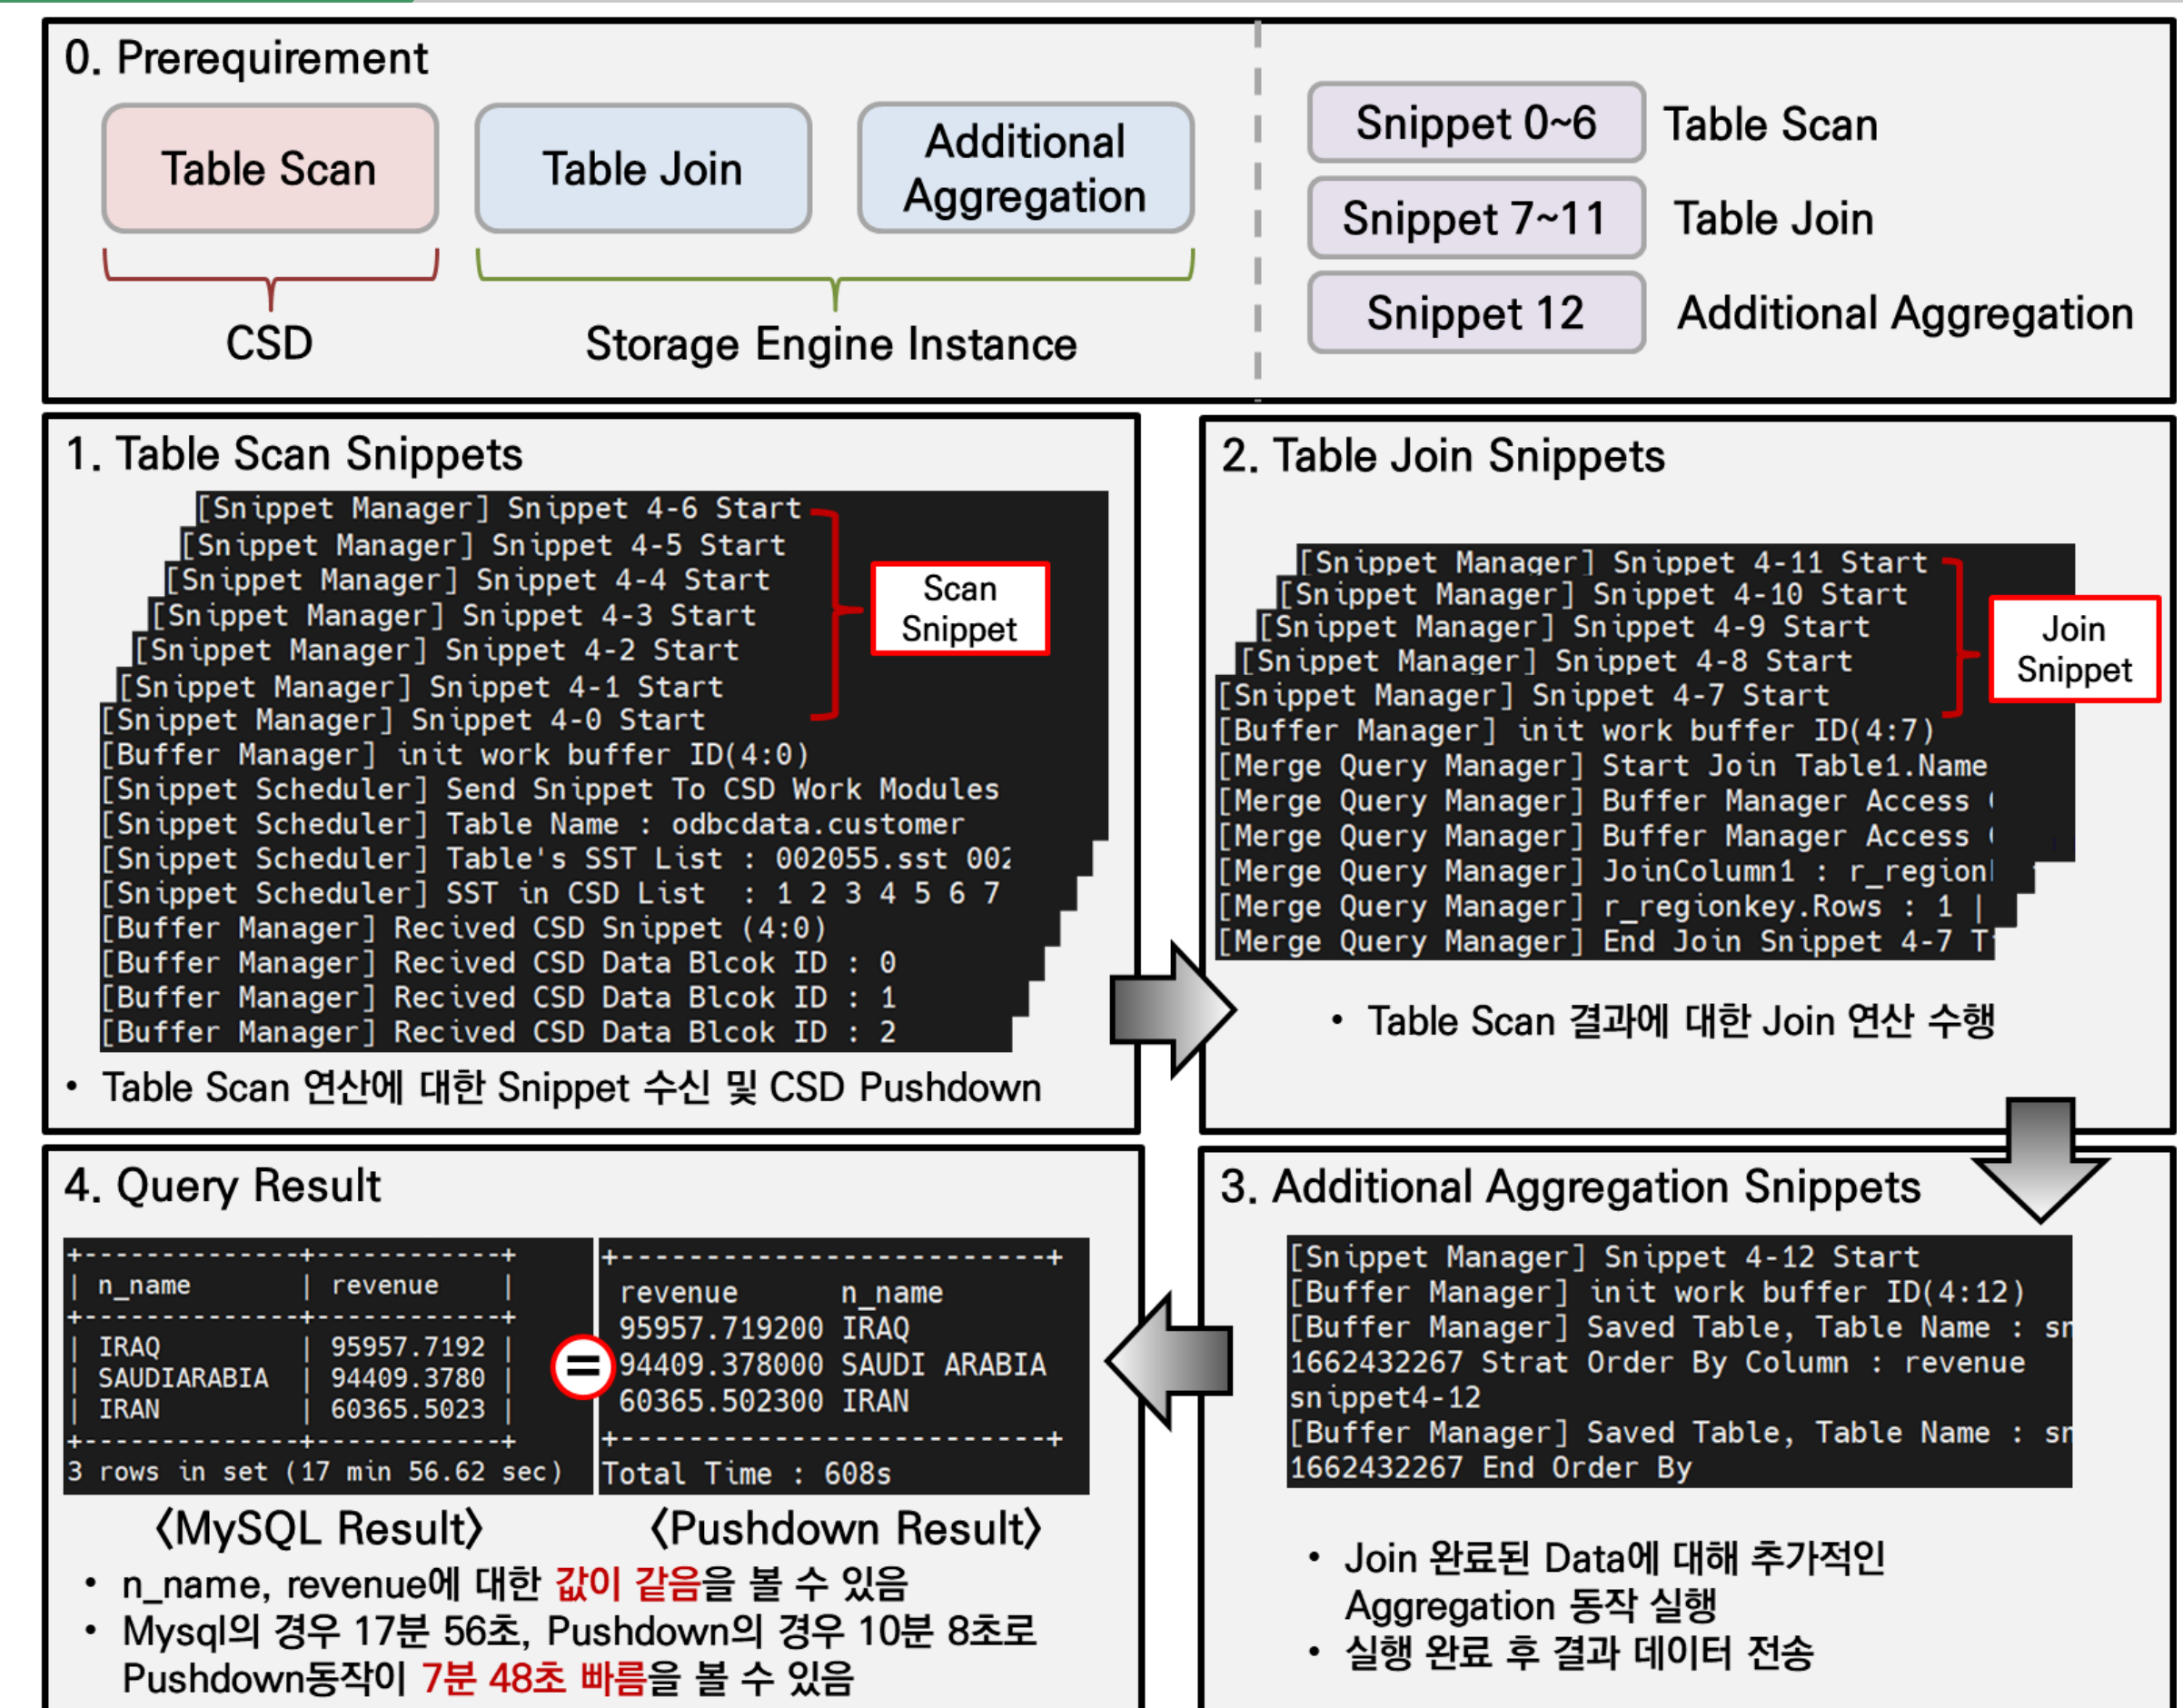 0. Prerequirement
Table Scan
Table Join
Additional
Aggregation
CSD
Storage Engine Instance
Snippet 0~6 Table Scan
Snippet 7~11 Table Join
Snippet 12 Additional Aggregation
1. Table Scan Snippets
[Snippet Manager] Snippet 4-6 Start
[Snippet Manager] Snippet 4-5 Start
[Snippet Manager] Snippet 4-4 Start
[Snippet Manager] Snippet 4-3 Start
[Snippet Manager] Snippet 4-2 Start
[Snippet Manager] Snippet 4-1 Start
[Snippet Manager] Snippet 4-0 Start
[Buffer Manager] init work buffer ID(4:0)
[Snippet Scheduler] Send Snippet To CSD Work Modules
[Snippet Scheduler] Table Name : odbcdata.customer
[Snippet Scheduler] Table's SST List : 002055.sst 002
[Snippet Scheduler] SST in CSD List : 1 2 3 4 5 6 7
[Buffer Manager] Recived CSD Snippet (4:0)
[Buffer Manager] Recived CSD Data Blcok ID : 0
[Buffer Manager] Recived CSD Data Blcok ID : 1
[Buffer Manager] Recived CSD Data Blcok ID : 2
Scan
Snippet
• Table Scan 연산에 대한 Snippet 수신 및 CSD Pushdown
2. Table Join Snippets
[Snippet Manager] Snippet 4-11 Start
[Snippet Manager] Snippet 4-10 Start
[Snippet Manager] Snippet 4-9 Start
[Snippet Manager] Snippet 4-8 Start
[Snippet Manager] Snippet 4-7 Start
[Buffer Manager] init work buffer ID(4:7)
[Merge Query Manager] Start Join Table1.Name
[Merge Query Manager] Buffer Manager Access
[Merge Query Manager] Buffer Manager Access
[Merge Query Manager] JoinColumn1 : r_region
[Merge Query Manager] r_regionkey.Rows : 1 |
[Merge Query Manager] End Join Snippet 4-7 T
Join
Snippet
• Table Scan 결과에 대한 Join 연산 수행
3. Additional Aggregation Snippets
[Snippet Manager] Snippet 4-12 Start
[Buffer Manager] init work buffer ID(4:12)
[Buffer Manager] Saved Table, Table Name : sn
1662432267 Strat Order By Column : revenue
snippet4-12
[Buffer Manager] Saved Table, Table Name : sn
1662432267 End Order By
• Join 완료된 Data에 대해 추가적인
Aggregation 동작 실행
• 실행 완료 후 결과 데이터 전송
4. Query Result
+--------------+------------+
| n_name | revenue |
+--------------+------------+
| IRAQ | 95957.7192 |
| SAUDIARABIA | 94409.3780 |
| IRAN | 60365.5023 |
+--------------+------------+
3 rows in set (17 min 56.62 sec)
=
+--------------------------+
revenue n_name
95957.719200 IRAQ
94409.378000 SAUDI ARABIA
60365.502300 IRAN
+--------------------------+
Total Time : 608s
〈MySQL Result〉
〈Pushdown Result〉
• n_name, revenue에 대한 값이 같음을 볼 수 있음
• Mysql의 경우 17분 56초, Pushdown의 경우 10분 8초로
Pushdown동작이 7분 48초 빠름을 볼 수 있음